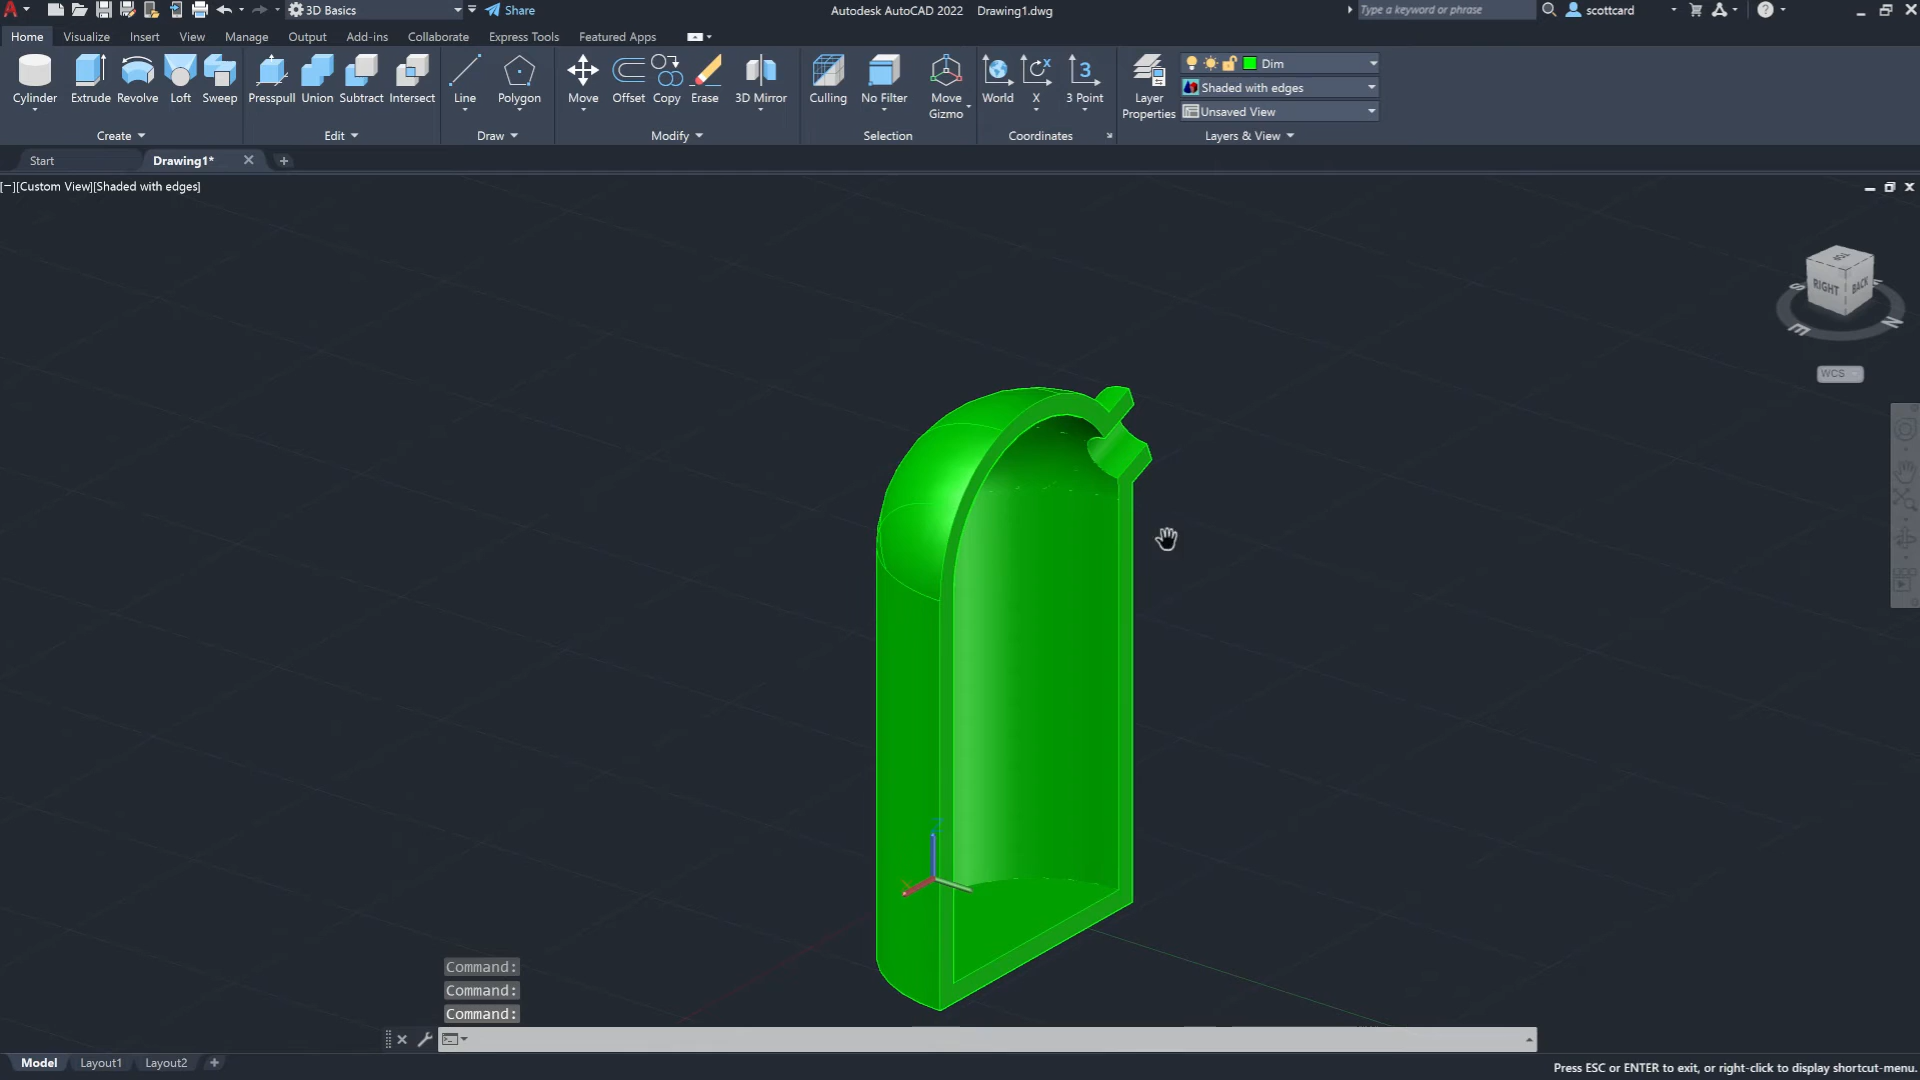 3D Basics
Share
Autodesk AutoCAD 2022 Drawing1.dwg
Type a keyword or phrase
scottcard
Home Visualize Insert View Manage Output Add-ins Collaborate Express Tools Featured Apps
Cylinder Extrude Revolve Loft Sweep Presspull Union Subtract Intersect Line Polygon Move Offset Copy Erase 3D Mirror Culling No Filter Move Gizmo World X 3 Point Layer Properties
Dim
Shaded with edges
Unsaved View
Create Edit Draw Modify Selection Coordinates Layers & View
Start Drawing1*
[−][Custom View][Shaded with edges]
TOP
RIGHT BACK
S E N
WCS
Z
X
Command:
Command:
Command:
Model Layout1 Layout2
Press ESC or ENTER to exit, or right-click to display shortcut-menu.